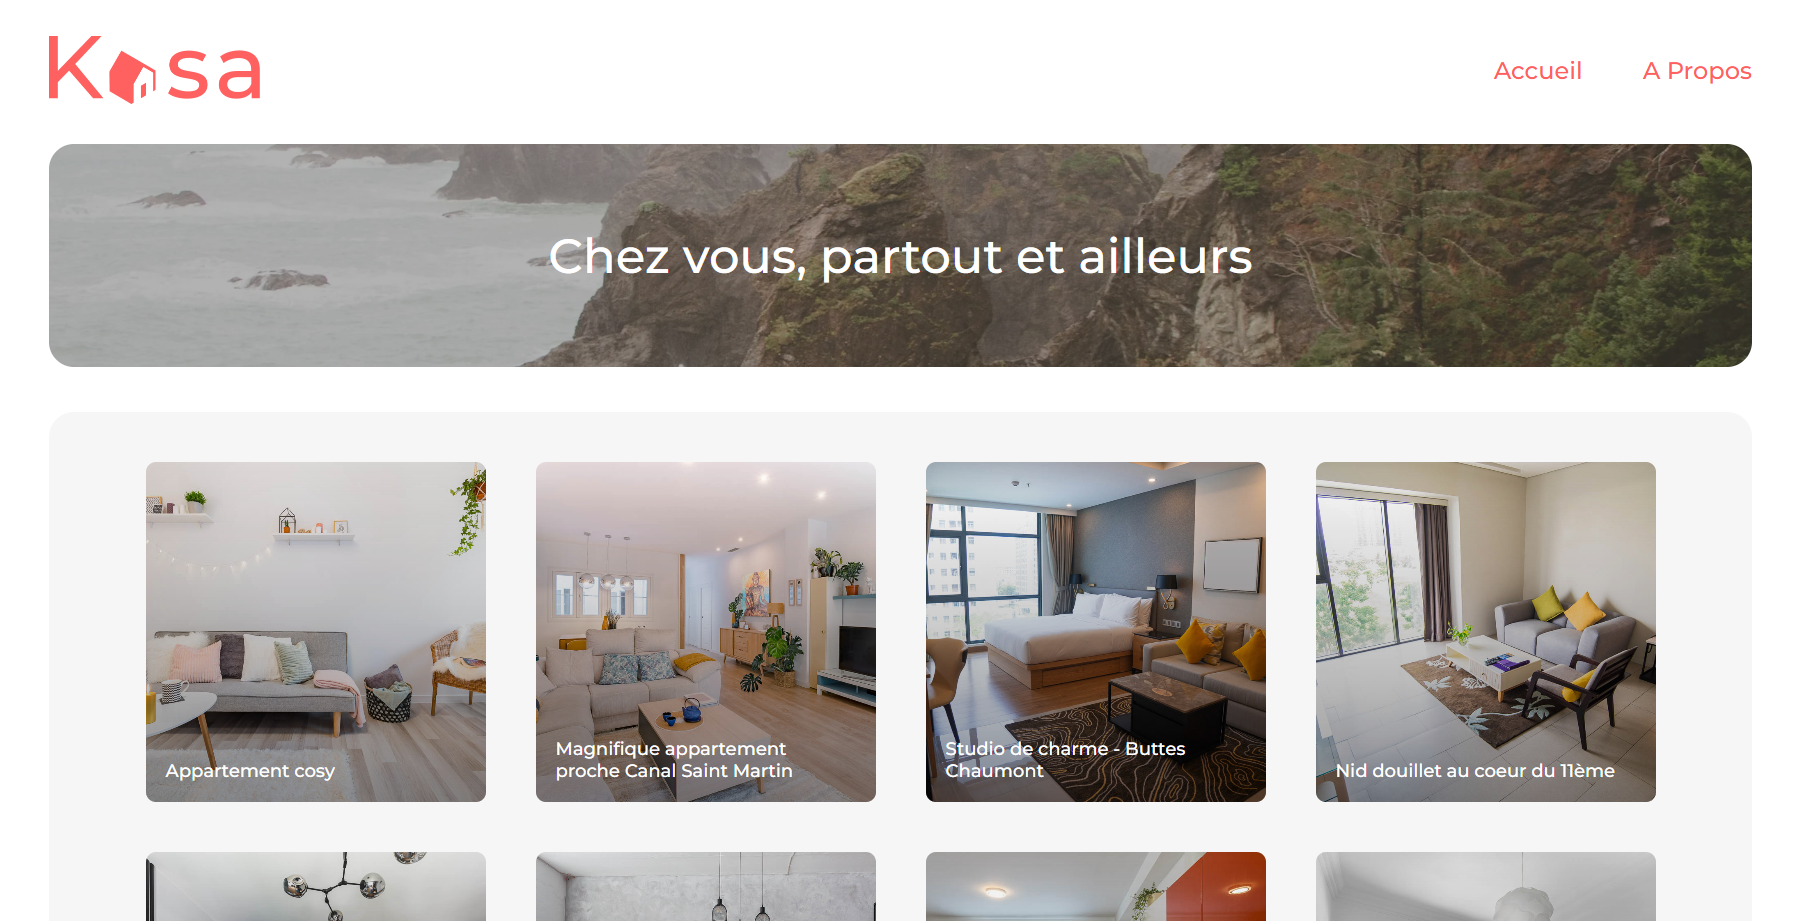 Kasa
Accueil
A Propos
Chez vous, partout et ailleurs
Appartement cosy
Magnifique appartement
proche Canal Saint Martin
Studio de charme - Buttes
Chaumont
Nid douillet au coeur du 11ème